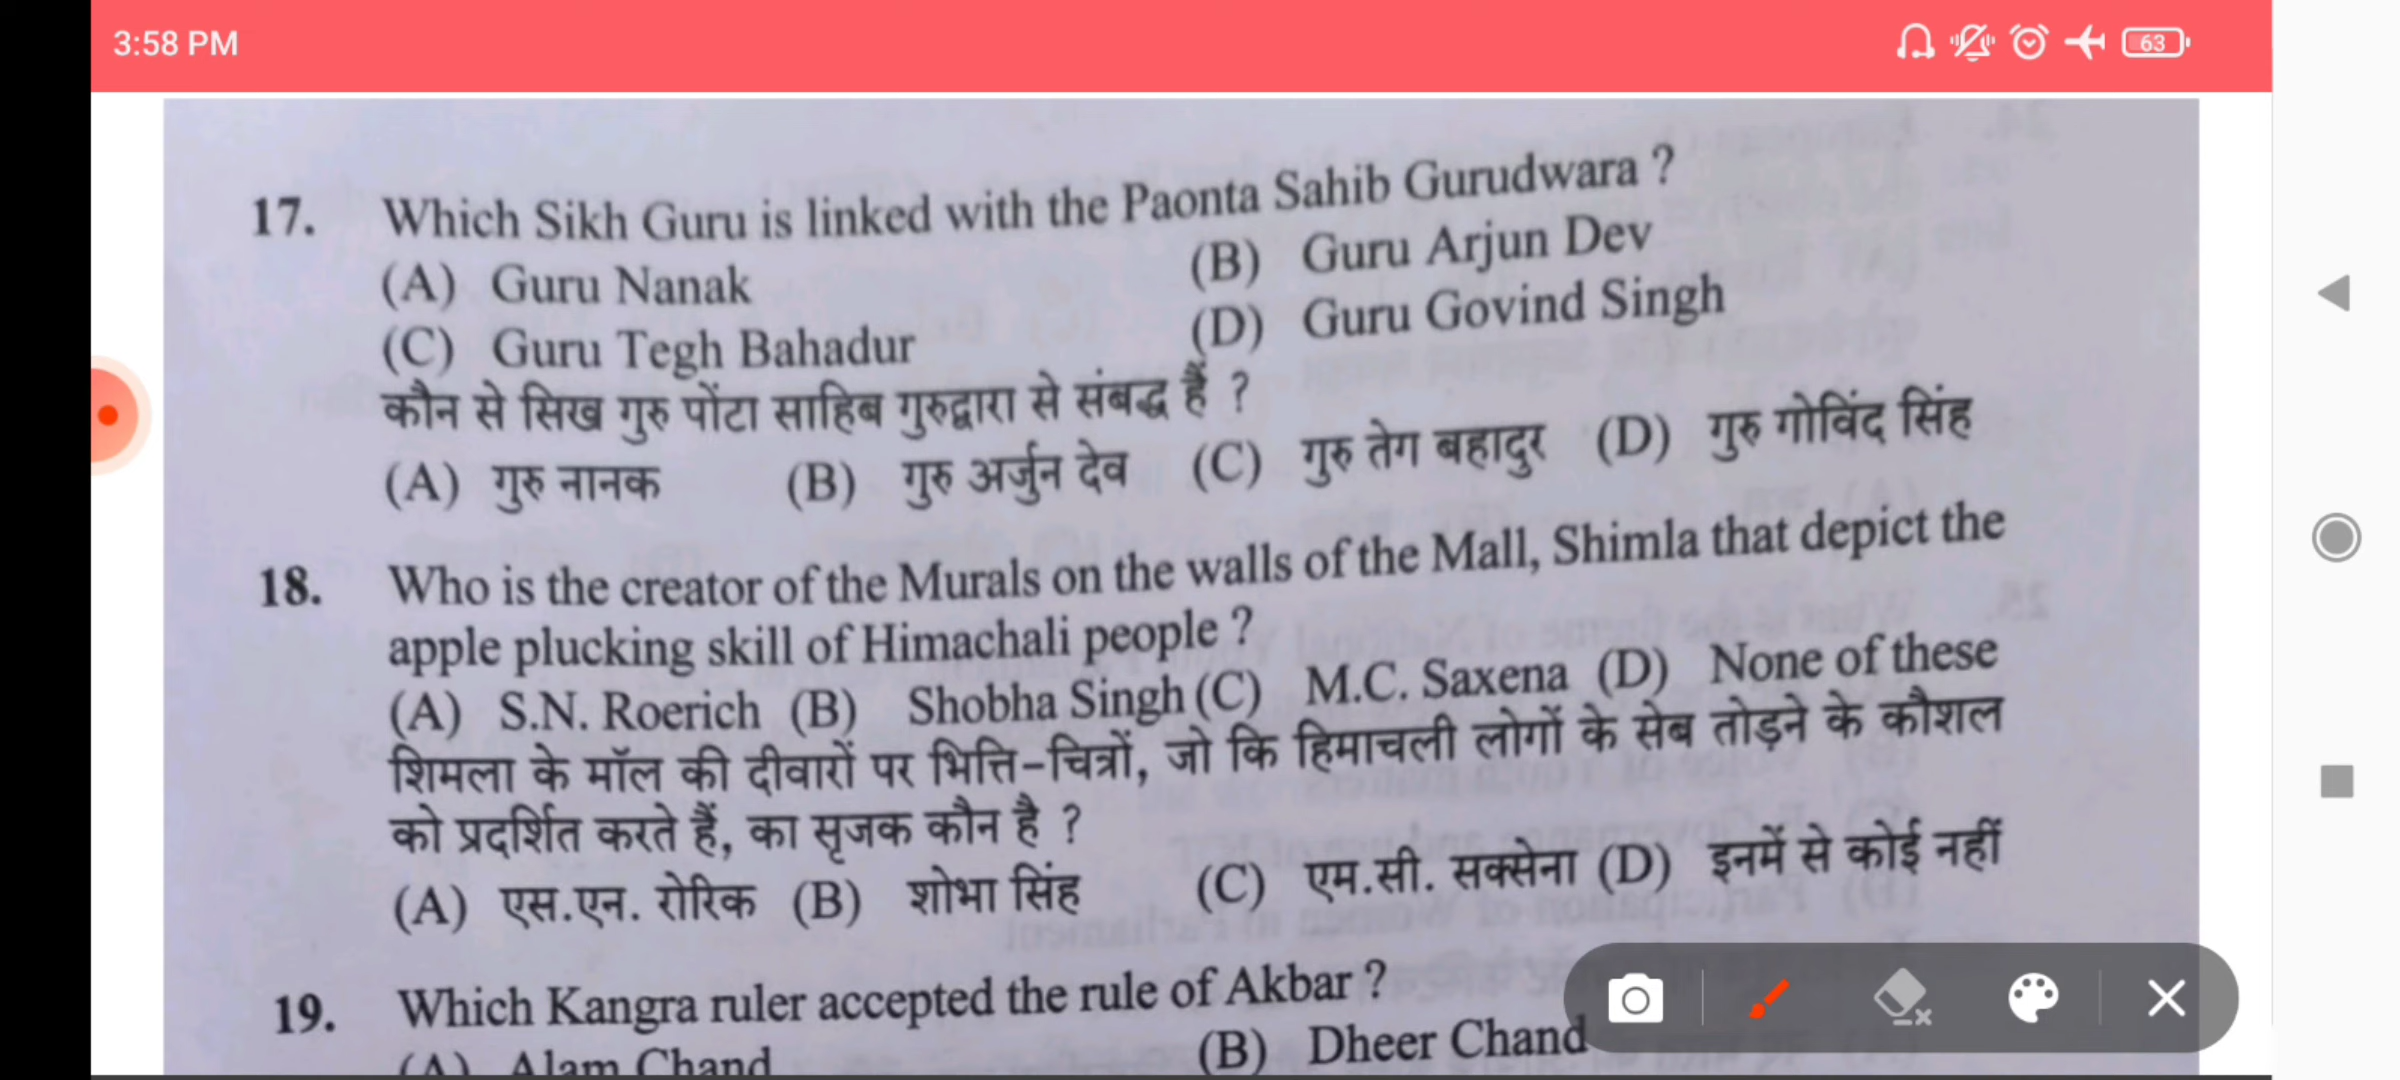 3:58 PM
63
17. Which Sikh Guru is linked with the Paonta Sahib Gurudwara ?
(A) Guru Nanak (B) Guru Arjun Dev
(C) Guru Tegh Bahadur (D) Guru Govind Singh
कौन से सिख गुरु पोंटा साहिब गुरुद्वारा से संबद्ध हैं ?
(A) गुरु नानक (B) गुरु अर्जुन देव (C) गुरु तेग बहादुर (D) गुरु गोविंद सिंह
18. Who is the creator of the Murals on the walls of the Mall, Shimla that depict the
apple plucking skill of Himachali people ?
(A) S.N. Roerich (B) Shobha Singh (C) M.C. Saxena (D) None of these
शिमला के मॉल की दीवारों पर भित्ति-चित्रों, जो कि हिमाचली लोगों के सेब तोड़ने के कौशल
को प्रदर्शित करते हैं, का सृजक कौन है ?
(A) एस.एन. रोरिक (B) शोभा सिंह (C) एम.सी. सक्सेना (D) इनमें से कोई नहीं
19. Which Kangra ruler accepted the rule of Akbar ?
(A) Alam Chand (B) Dheer Chand